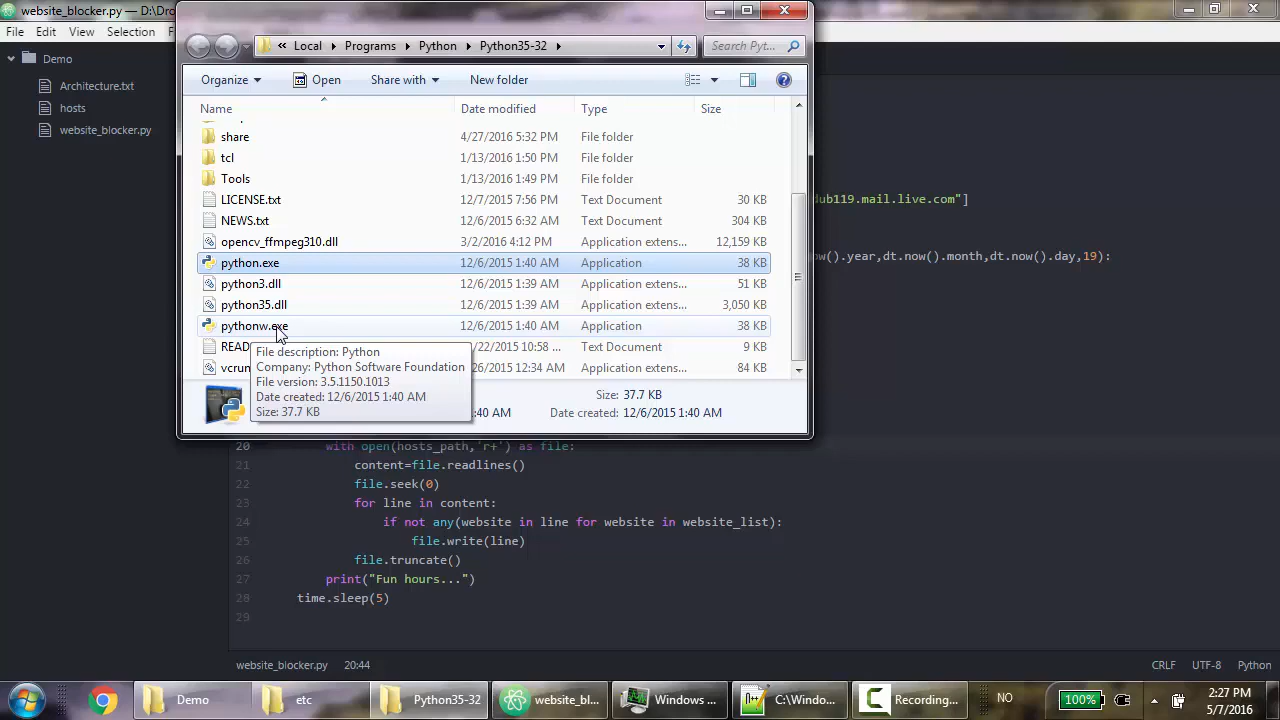 website_blocker.py — D:\Dro
File Edit View Selection
Demo
Architecture.txt
hosts
website_blocker.py
« Local ▸ Programs ▸ Python ▸ Python35-32 ▸
Search Pyt...
Organize Open Share with New folder
Name Date modified Type Size
share 4/27/2016 5:32 PM File folder
tcl 1/13/2016 1:50 PM File folder
Tools 1/13/2016 1:49 PM File folder
LICENSE.txt 12/7/2015 7:56 PM Text Document 30 KB
NEWS.txt 12/6/2015 6:32 AM Text Document 304 KB
opencv_ffmpeg310.dll 3/2/2016 4:12 PM Application extens... 12,159 KB
python.exe 12/6/2015 1:40 AM Application 38 KB
python3.dll 12/6/2015 1:39 AM Application extens... 51 KB
python35.dll 12/6/2015 1:39 AM Application extens... 3,050 KB
pythonw.exe 12/6/2015 1:40 AM Application 38 KB
READ /22/2015 10:58 ... Text Document 9 KB
vcrun 26/2015 12:34 AM Application extens... 84 KB
File description: Python
Company: Python Software Foundation
File version: 3.5.1150.1013
Date created: 12/6/2015 1:40 AM
Size: 37.7 KB
Size: 37.7 KB
:40 AM Date created: 12/6/2015 1:40 AM
dub119.mail.live.com"]
ow().year,dt.now().month,dt.now().day,19):
20 with open(hosts_path,'r+') as file:
21 content=file.readlines()
22 file.seek(0)
23 for line in content:
24 if not any(website in line for website in website_list):
25 file.write(line)
26 file.truncate()
27 print("Fun hours...")
28 time.sleep(5)
29
website_blocker.py 20:44 CRLF UTF-8 Python
Demo etc Python35-32 website_bl... Windows ... C:\Windo... Recording... NO 100% 2:27 PM
5/7/2016